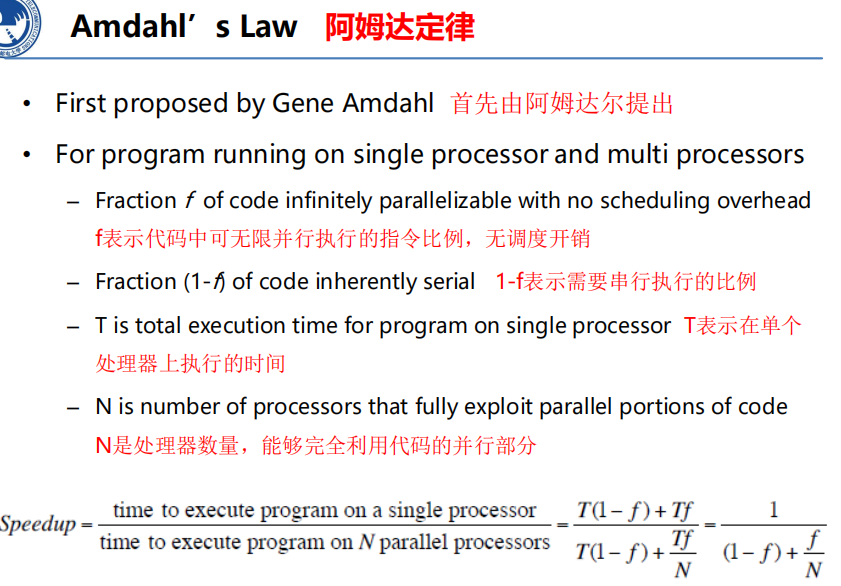 Amdahl’s Law 阿姆达定律
• First proposed by Gene Amdahl 首先由阿姆达尔提出
• For program running on single processor and multi processors
– Fraction f of code infinitely parallelizable with no scheduling overhead
f表示代码中可无限并行执行的指令比例，无调度开销
– Fraction (1-f) of code inherently serial 1-f表示需要串行执行的比例
– T is total execution time for program on single processor T表示在单个
处理器上执行的时间
– N is number of processors that fully exploit parallel portions of code
N是处理器数量，能够完全利用代码的并行部分
Speedup = time to execute program on a single processor / time to execute program on N parallel processors = (T(1 − f) + Tf) / (T(1 − f) + Tf/N) = 1 / ((1 − f) + f/N)